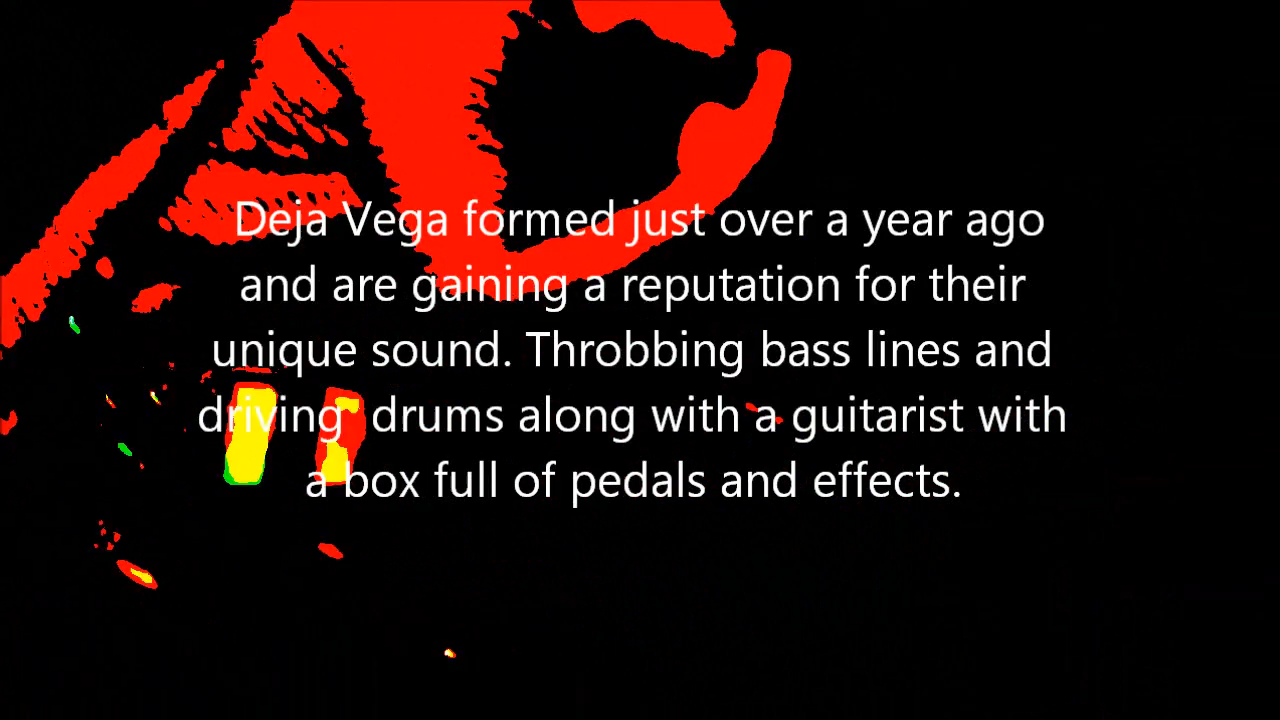 Deja Vega formed just over a year ago
and are gaining a reputation for their
unique sound. Throbbing bass lines and
driving  drums along with a guitarist with
a box full of pedals and effects.